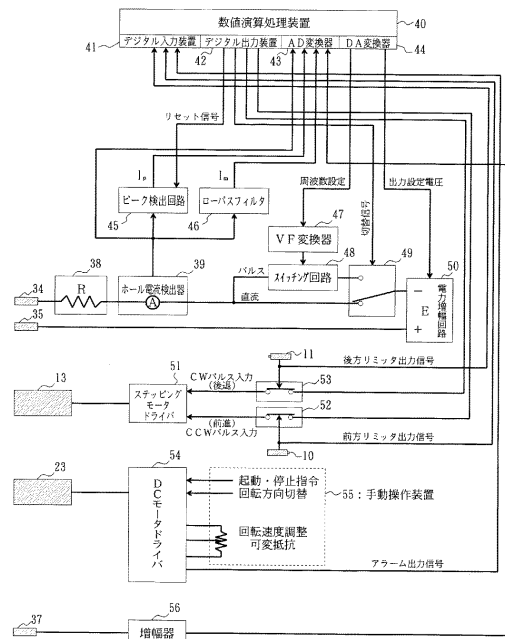 数値演算処理装置
40
デジタル入力装置
デジタル出力装置
AD変換器
DA変換器
41
42
43
44
リセット信号
Ip
Im
周波数設定
切替信号
出力設定電圧
ピーク検出回路
45
ローパスフィルタ
46
VF変換器
47
スイッチング回路
48
49
50
38
R
39
ホール電流検出器
A
パルス
直流
電力増幅回路
E
−
+
34
35
11
後方リミッタ出力信号
51
13
ステッピングモータドライバ
CWパルス入力
(後退)
53
52
(前進)
CCWパルス入力
前方リミッタ出力信号
10
54
23
DCモータドライバ
起動・停止指令
回転方向切替
55:手動操作装置
回転速度調整
可変抵抗
アラーム出力信号
37
56
増幅器